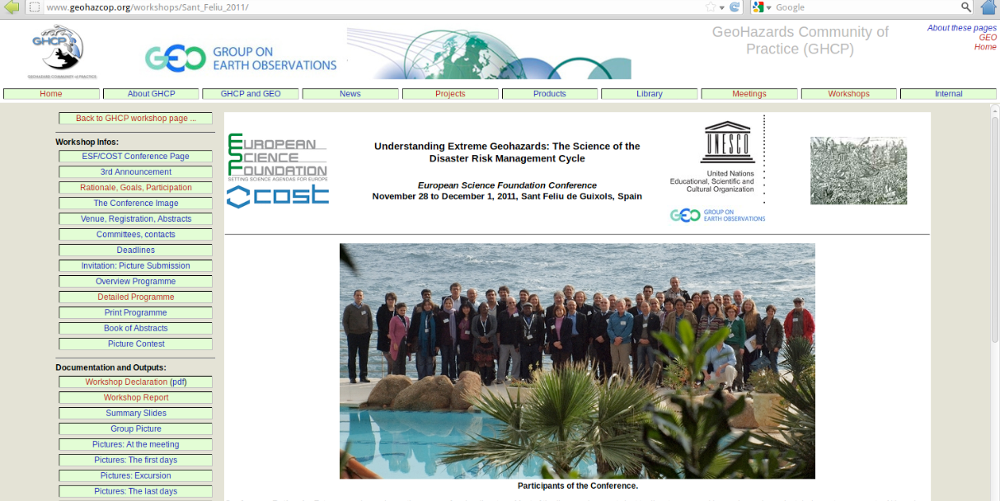 www.geohazcop.org/workshops/Sant_Feliu_2011/
Google
GHCP
GEOHAZARD COMMUNITY of PRACTICE
GEO GROUP ON
EARTH OBSERVATIONS
GeoHazards Community of
Practice (GHCP)
About these pages
GEO
Home
Home
About GHCP
GHCP and GEO
News
Projects
Products
Library
Meetings
Workshops
Internal
Back to GHCP workshop page ...
Workshop Infos:
ESF/COST Conference Page
3rd Announcement
Rationale, Goals, Participation
The Conference Image
Venue, Registration, Abstracts
Committees, contacts
Deadlines
Invitation: Picture Submission
Overview Programme
Detailed Programme
Print Programme
Book of Abstracts
Picture Contest
Documentation and Outputs:
Workshop Declaration (pdf)
Workshop Report
Summary Slides
Group Picture
Pictures: At the meeting
Pictures: The first days
Pictures: Excursion
Pictures: The last days
EUROPEAN
SCIENCE
FOUNDATION
SETTING SCIENCE AGENDAS FOR EUROPE
cost
Understanding Extreme Geohazards: The Science of the
Disaster Risk Management Cycle
European Science Foundation Conference
November 28 to December 1, 2011, Sant Feliu de Guixols, Spain
UNESCO
United Nations
Educational, Scientific and
Cultural Organization
GEO GROUP ON
EARTH OBSERVATIONS
Participants of the Conference.